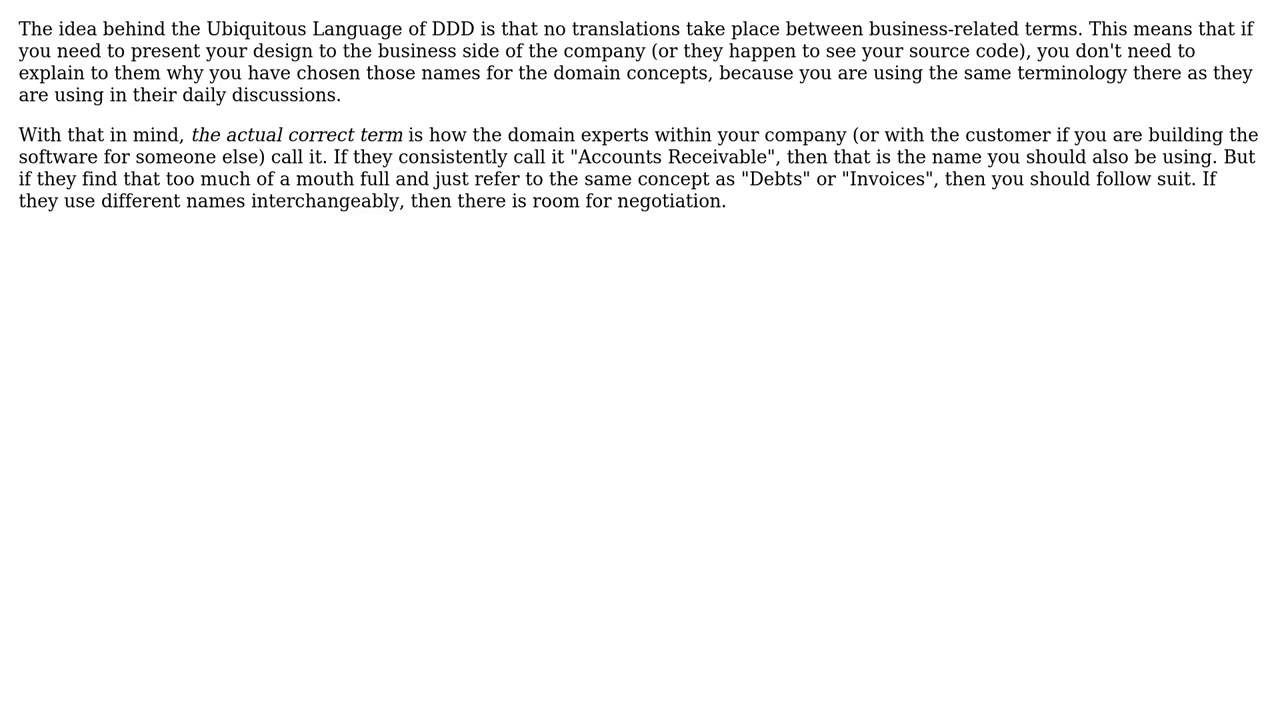 The idea behind the Ubiquitous Language of DDD is that no translations take place between business-related terms. This means that if
you need to present your design to the business side of the company (or they happen to see your source code), you don't need to
explain to them why you have chosen those names for the domain concepts, because you are using the same terminology there as they
are using in their daily discussions.
With that in mind, the actual correct term is how the domain experts within your company (or with the customer if you are building the
software for someone else) call it. If they consistently call it "Accounts Receivable", then that is the name you should also be using. But
if they find that too much of a mouth full and just refer to the same concept as "Debts" or "Invoices", then you should follow suit. If
they use different names interchangeably, then there is room for negotiation.